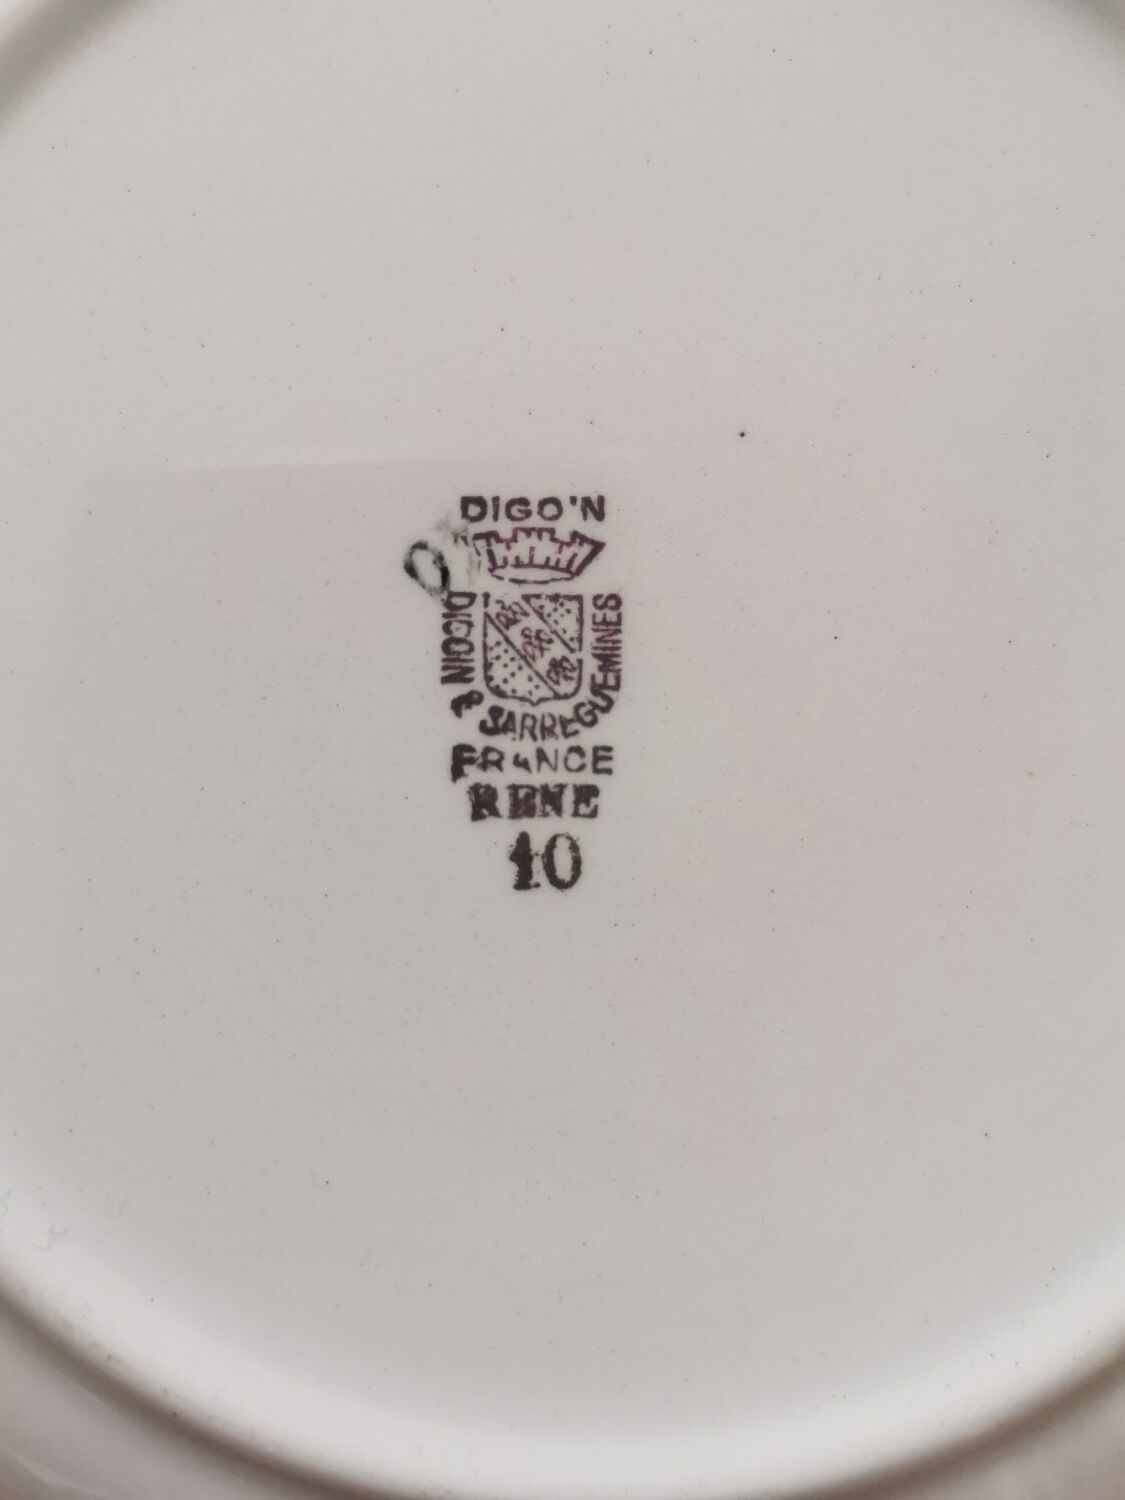 DIGO'N
O
DIGOIN & SARREGUEMINES
FRANCE
RENE
10